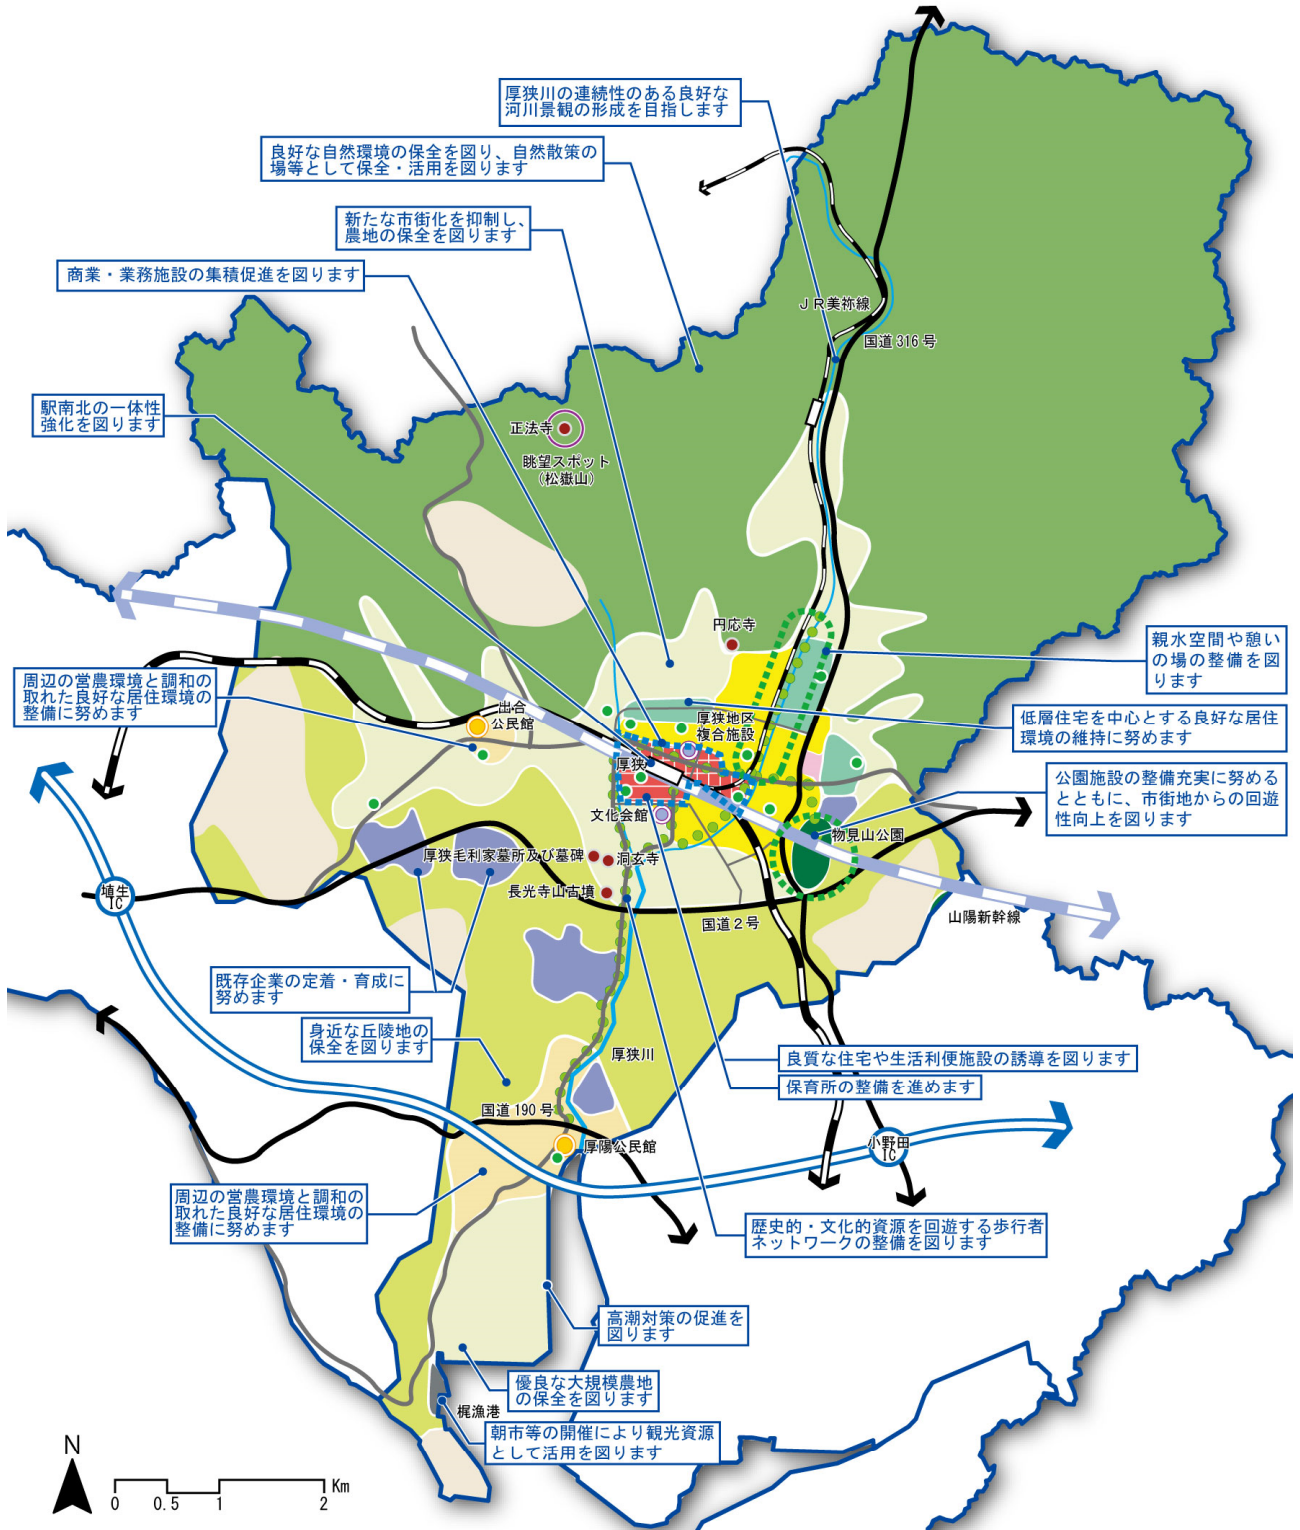 厚狭川の連続性のある良好な
河川景観の形成を目指します
良好な自然環境の保全を図り、自然散策の
場等として保全・活用を図ります
新たな市街化を抑制し、
農地の保全を図ります
商業・業務施設の集積促進を図ります
ＪＲ美祢線
国道316号
駅南北の一体性
強化を図ります
正法寺
眺望スポット
(松嶽山)
円応寺
親水空間や憩い
の場の整備を図
ります
周辺の営農環境と調和の
取れた良好な居住環境の
整備に努めます
出合
公民館
厚狭地区
複合施設
低層住宅を中心とする良好な居住
環境の維持に努めます
厚狭
公園施設の整備充実に努める
とともに、市街地からの回遊
性向上を図ります
文化会館
物見山公園
厚狭毛利家墓所及び墓碑
洞玄寺
長光寺山古墳
埴生
IC
国道２号
山陽新幹線
既存企業の定着・育成に
努めます
身近な丘陵地の
保全を図ります
厚狭川
良質な住宅や生活利便施設の誘導を図ります
保育所の整備を進めます
国道190号
厚陽公民館
小野田
IC
周辺の営農環境と調和の
取れた良好な居住環境の
整備に努めます
歴史的・文化的資源を回遊する歩行者
ネットワークの整備を図ります
高潮対策の促進を
図ります
優良な大規模農地
の保全を図ります
梶漁港
朝市等の開催により観光資源
として活用を図ります
N
0 0.5 1 2 Km